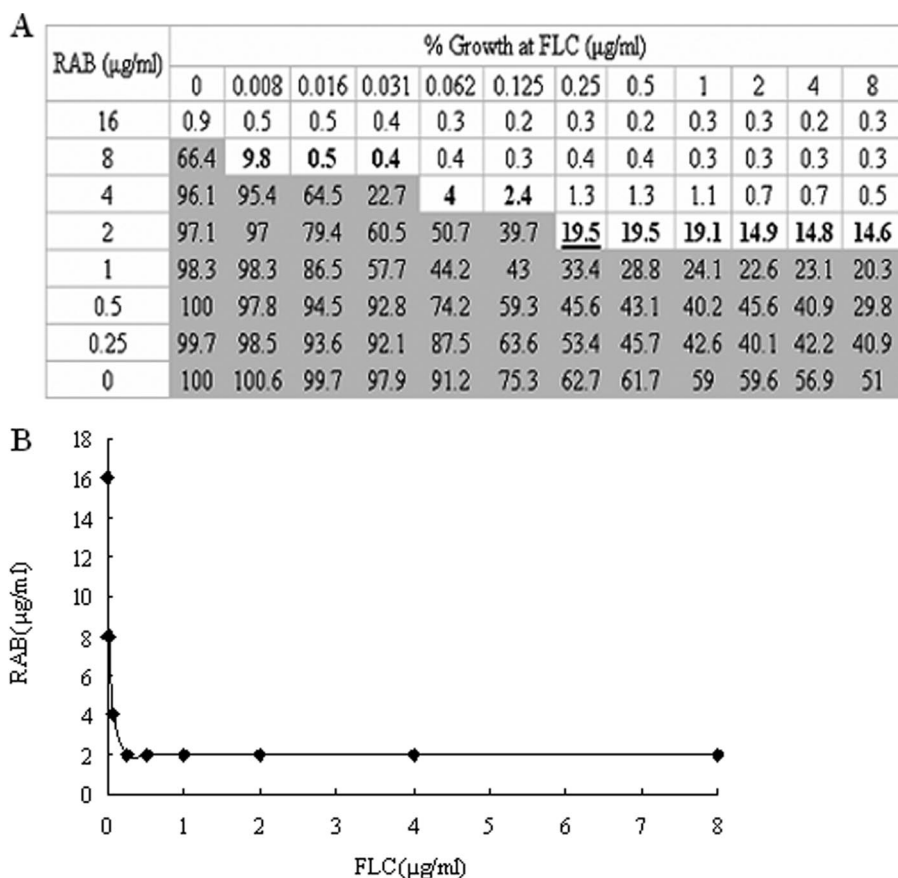 A
RAB (µg/ml)
% Growth at FLC (µg/ml)
0 0.008 0.016 0.031 0.062 0.125 0.25 0.5 1 2 4 8
16 0.9 0.5 0.5 0.4 0.3 0.2 0.3 0.2 0.3 0.3 0.2 0.3
8 66.4 9.8 0.5 0.4 0.4 0.3 0.4 0.4 0.3 0.3 0.3 0.3
4 96.1 95.4 64.5 22.7 4 2.4 1.3 1.3 1.1 0.7 0.7 0.5
2 97.1 97 79.4 60.5 50.7 39.7 19.5 19.5 19.1 14.9 14.8 14.6
1 98.3 98.3 86.5 57.7 44.2 43 33.4 28.8 24.1 22.6 23.1 20.3
0.5 100 97.8 94.5 92.8 74.2 59.3 45.6 43.1 40.2 45.6 40.9 29.8
0.25 99.7 98.5 93.6 92.1 87.5 63.6 53.4 45.7 42.6 40.1 42.2 40.9
0 100 100.6 99.7 97.9 91.2 75.3 62.7 61.7 59 59.6 56.9 51
B
18
16
14
12
10
8
6
4
2
0
RAB(µg/ml)
0 1 2 3 4 5 6 7 8
FLC(µg/ml)